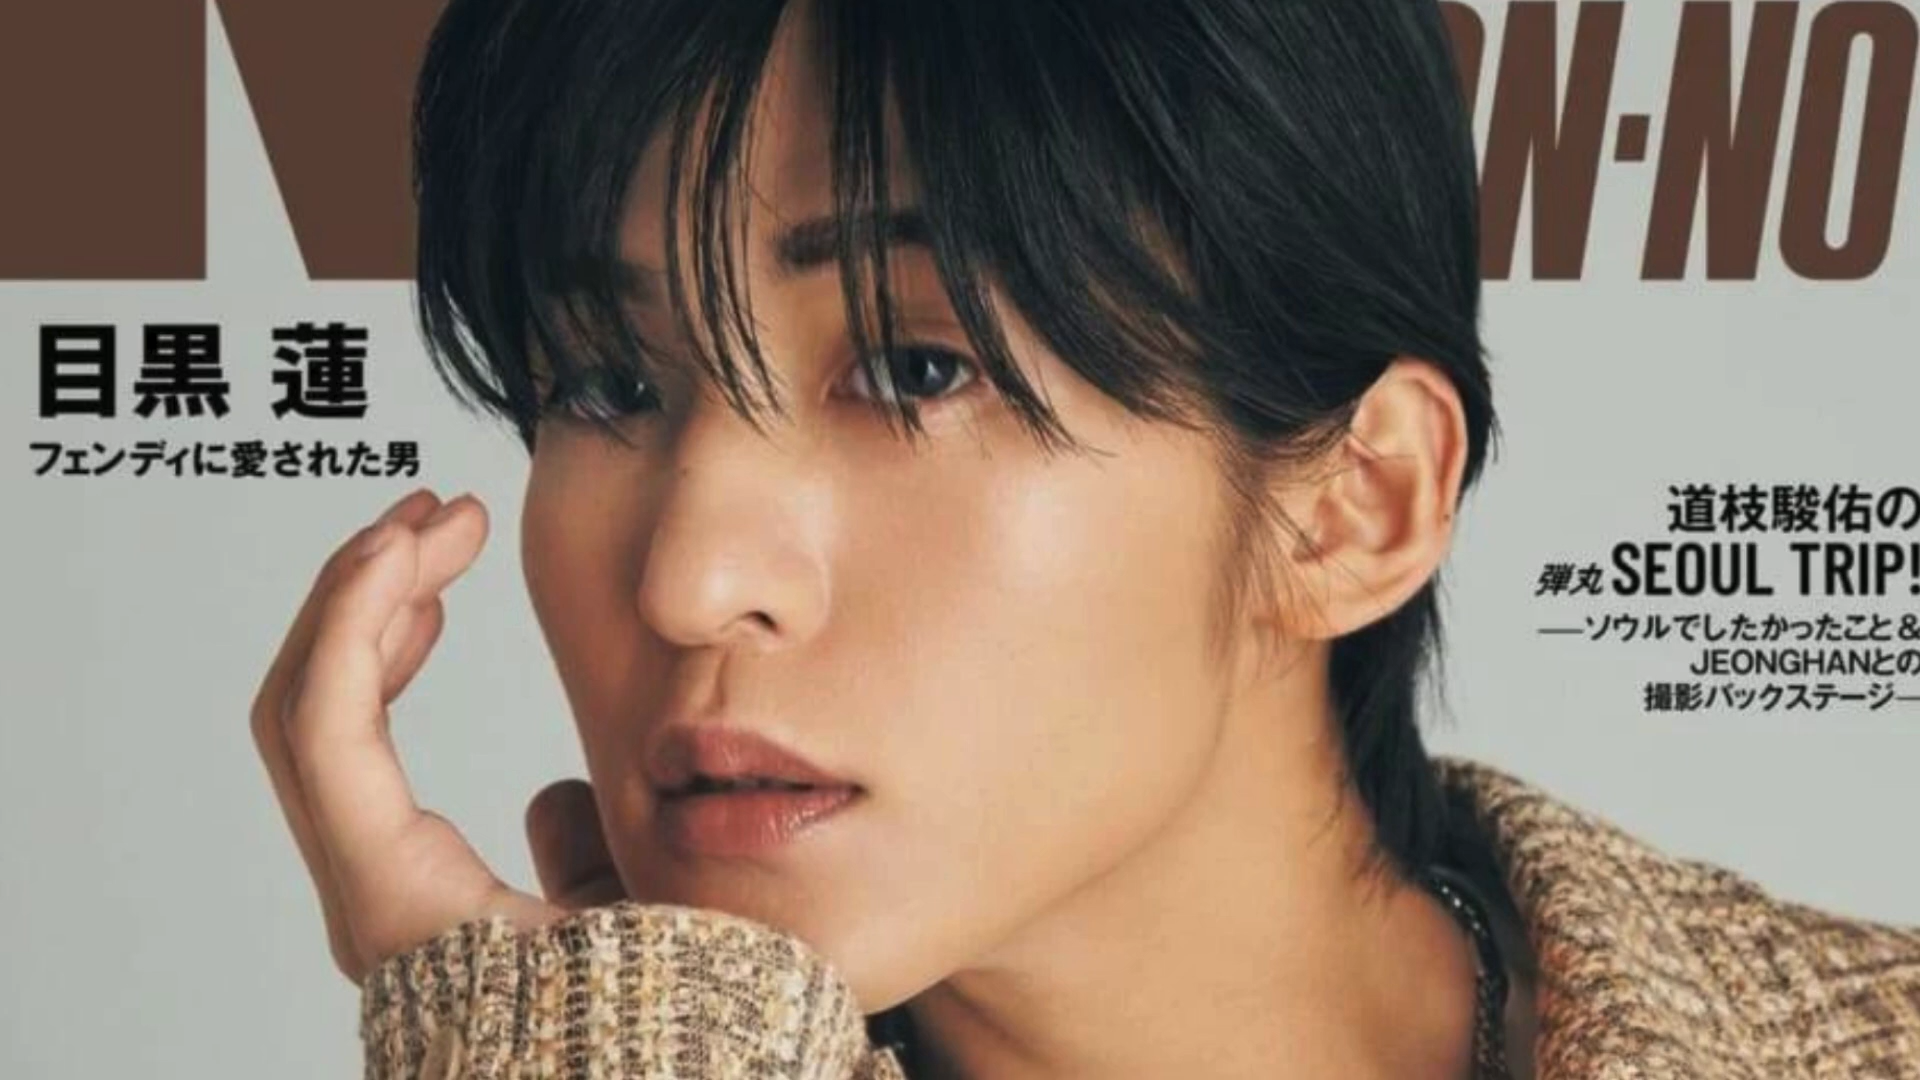 N ON-NO
目黒 蓮
フェンディに愛された男
道枝駿佑の
弾丸 SEOUL TRIP!
—ソウルでしたかったこと&
JEONGHANとの
撮影バックステージ—